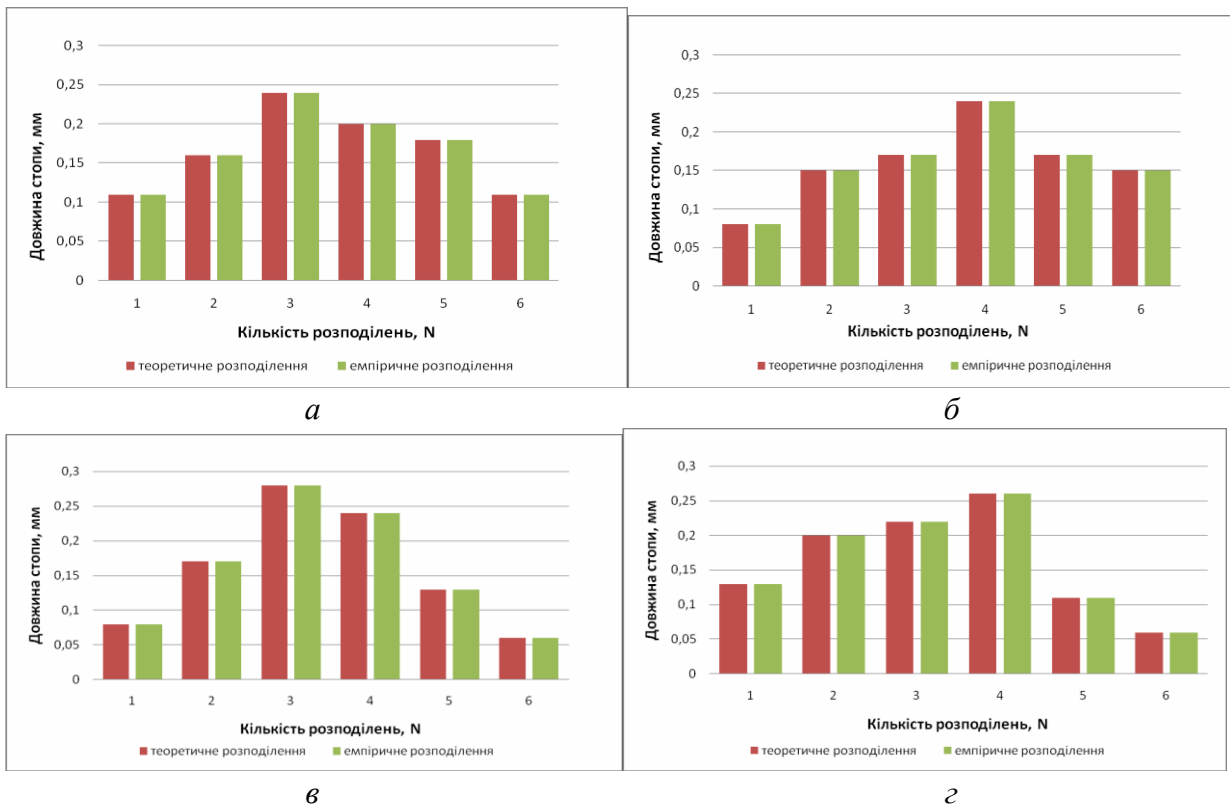 0,3
0,25
0,2
0,15
0,1
0,05
0
Довжина стопи, мм
1 2 3 4 5 6
Кількість розподілень, N
теоретичне розподілення емпіричне розподілення
а
0,3
0,25
0,2
0,15
0,1
0,05
0
Довжина стопи, мм
1 2 3 4 5 6
Кількість розподілень, N
теоретичне розподілення емпіричне розподілення
б
0,3
0,25
0,2
0,15
0,1
0,05
0
Довжина стопи, мм
1 2 3 4 5 6
Кількість розподілень, N
теоретичне розподілення емпіричне розподілення
в
0,3
0,25
0,2
0,15
0,1
0,05
0
Довжина стопи, мм
1 2 3 4 5 6
Кількість розподілень, N
теоретичне розподілення емпіричне розподілення
г